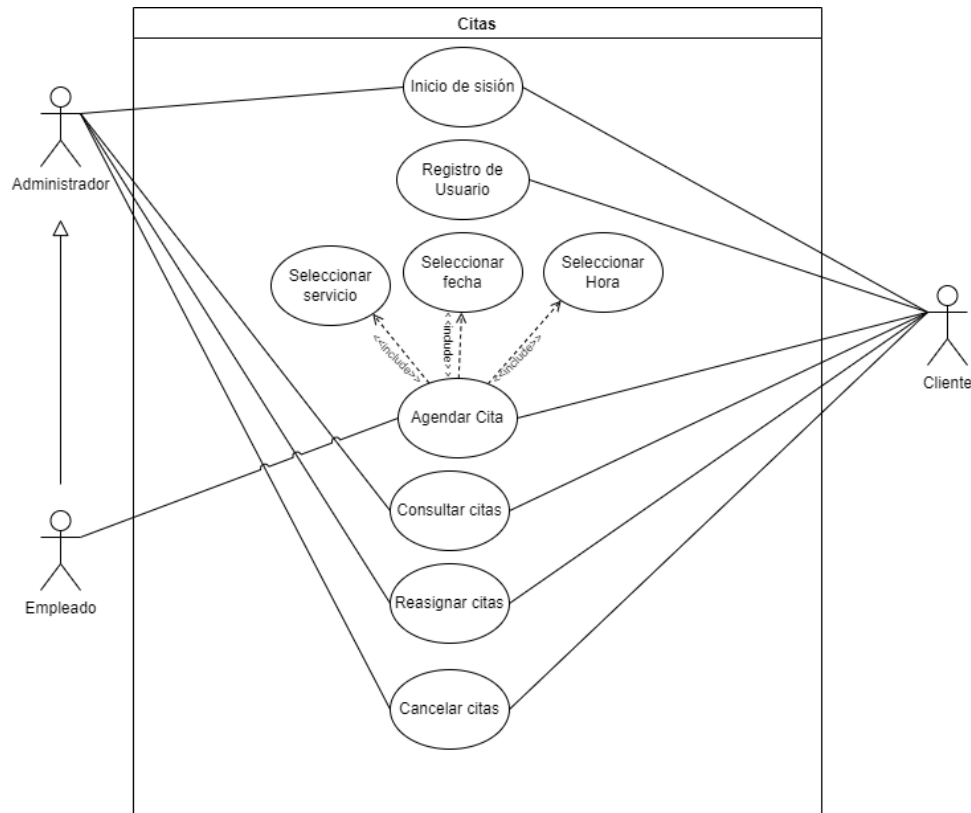 Citas
Inicio de sisión
Administrador
Registro de
Usuario
Seleccionar
servicio
Seleccionar
fecha
Seleccionar
Hora
<<include>>
<<include>>
<<include>>
Cliente
Agendar Cita
Consultar citas
Empleado
Reasignar citas
Cancelar citas